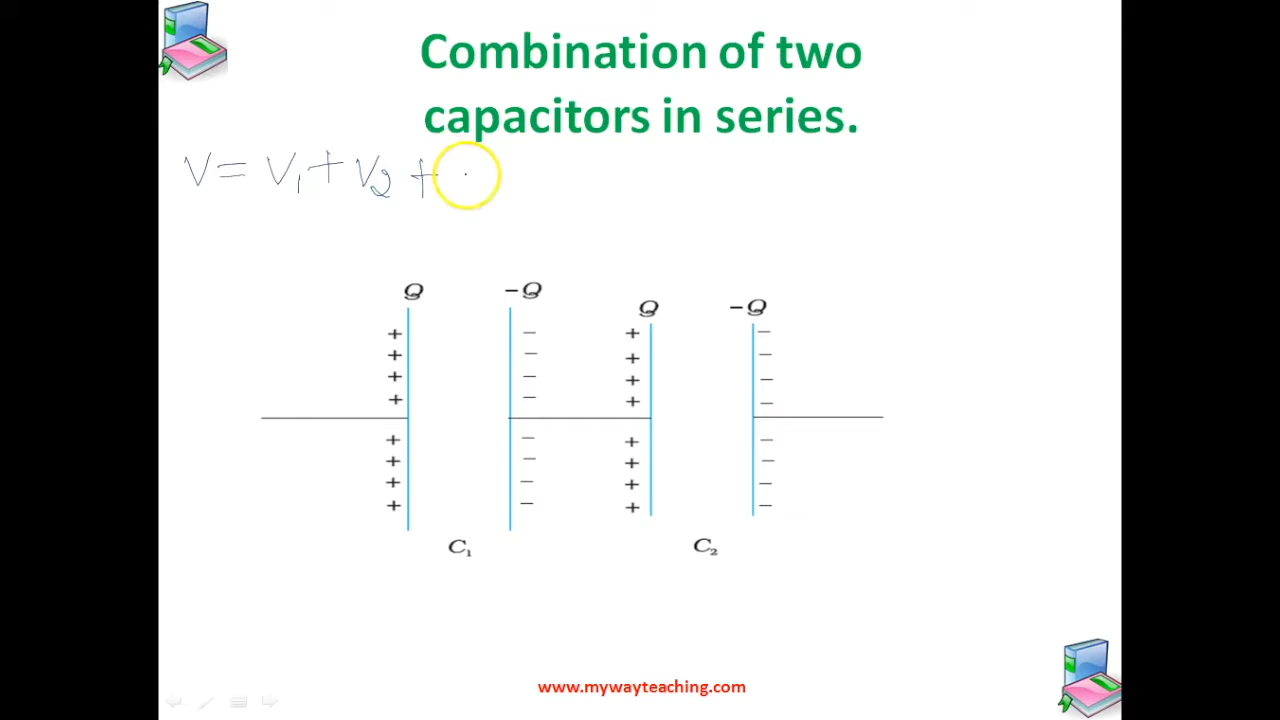 Combination of two
capacitors in series.
V = V₁ + V₂ + .
Q −Q Q −Q
+ − + −
+ − + −
+ − + −
+ − + −
+ − + −
+ − + −
+ − + −
+ − + −
C₁ C₂
www.mywayteaching.com